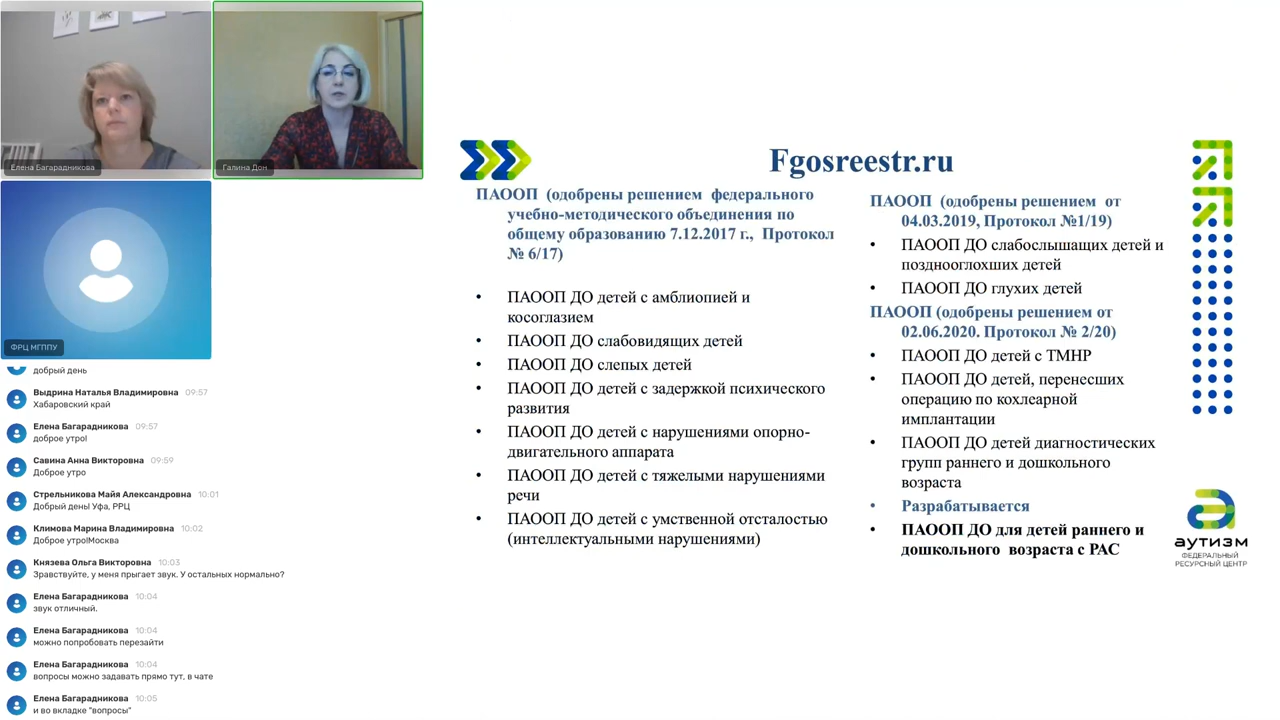 Елена Багарадникова
Галина Дон
ФРЦ МГППУ
добрый день
Выдрина Наталья Владимировна 09:57
Хабаровский край
Елена Багарадникова 09:57
доброе утро!
Савина Анна Викторовна 09:59
Доброе утро
Стрельникова Майя Александровна 10:01
Добрый день! Уфа, РРЦ
Климова Марина Владимировна 10:02
Доброе утро!Москва
Князева Ольга Викторовна 10:03
Зравствуйте, у меня прыгает звук. У остальных нормально?
Елена Багарадникова 10:04
звук отличный.
Елена Багарадникова 10:04
можно попробовать перезайти
Елена Багарадникова 10:04
вопросы можно задавать прямо тут, в чате
Елена Багарадникова 10:05
и во вкладке "вопросы"
Fgosreestr.ru
ПАООП (одобрены решением федерального
учебно-методического объединения по
общему образованию 7.12.2017 г., Протокол
№ 6/17)
• ПАООП ДО детей с амблиопией и
косоглазием
• ПАООП ДО слабовидящих детей
• ПАООП ДО слепых детей
• ПАООП ДО детей с задержкой психического
развития
• ПАООП ДО детей с нарушениями опорно-
двигательного аппарата
• ПАООП ДО детей с тяжелыми нарушениями
речи
• ПАООП ДО детей с умственной отсталостью
(интеллектуальными нарушениями)
ПАООП (одобрены решением от
04.03.2019, Протокол №1/19)
• ПАООП ДО слабослышащих детей и
позднооглохших детей
• ПАООП ДО глухих детей
ПАООП (одобрены решением от
02.06.2020. Протокол № 2/20)
• ПАООП ДО детей с ТМНР
• ПАООП ДО детей, перенесших
операцию по кохлеарной
имплантации
• ПАООП ДО детей диагностических
групп раннего и дошкольного
возраста
• Разрабатывается
• ПАООП ДО для детей раннего и
дошкольного возраста с РАС
аутизм
ФЕДЕРАЛЬНЫЙ
РЕСУРСНЫЙ ЦЕНТР